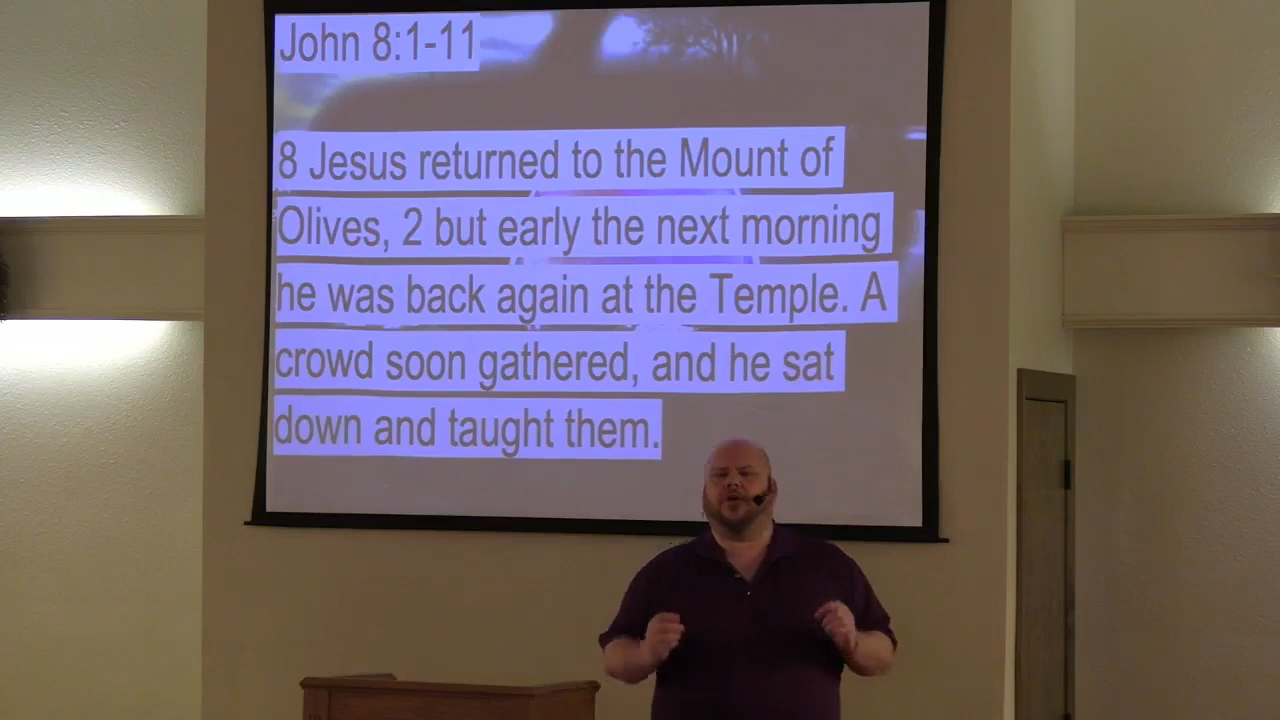 John 8:1-11
8 Jesus returned to the Mount of
Olives, 2 but early the next morning
he was back again at the Temple. A
crowd soon gathered, and he sat
down and taught them.